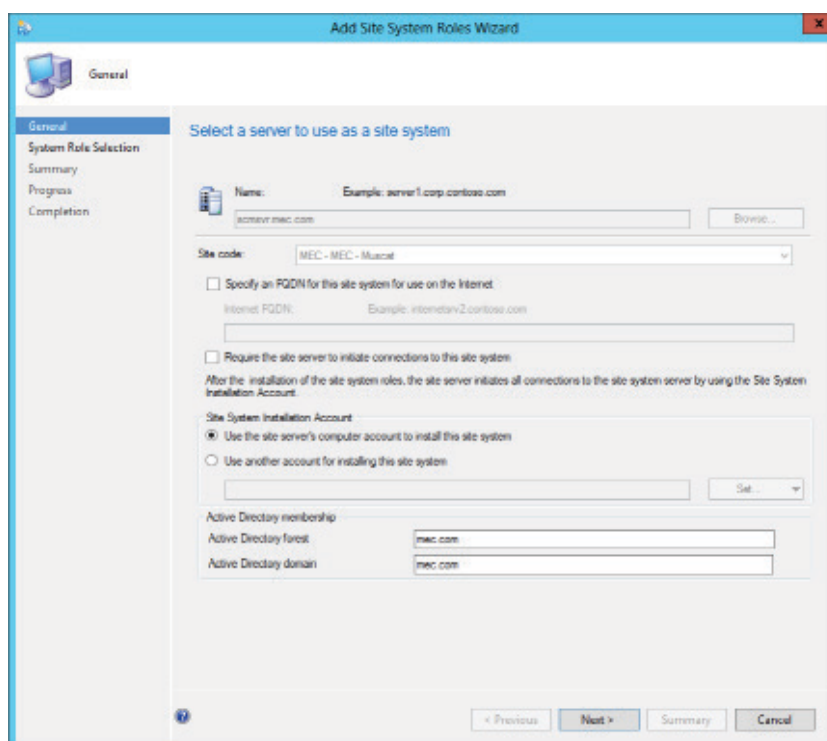 Add Site System Roles Wizard
x
General
General
System Role Selection
Summary
Progress
Completion
Select a server to use as a site system
Name: Example: server1.corp.contoso.com
scmsvr.mec.com Browse...
Site code: MEC - MEC - Muscat
Specify an FQDN for this site system for use on the Internet
Internet FQDN: Example: internetsrv2.contoso.com
Require the site server to initiate connections to this site system
After the installation of the site system roles, the site server initiates all connections to the site system server by using the Site System
Installation Account.
Site System Installation Account
Use the site server's computer account to install this site system
Use another account for installing this site system
Set...
Active Directory membership
Active Directory forest mec.com
Active Directory domain mec.com
? < Previous Next > Summary Cancel